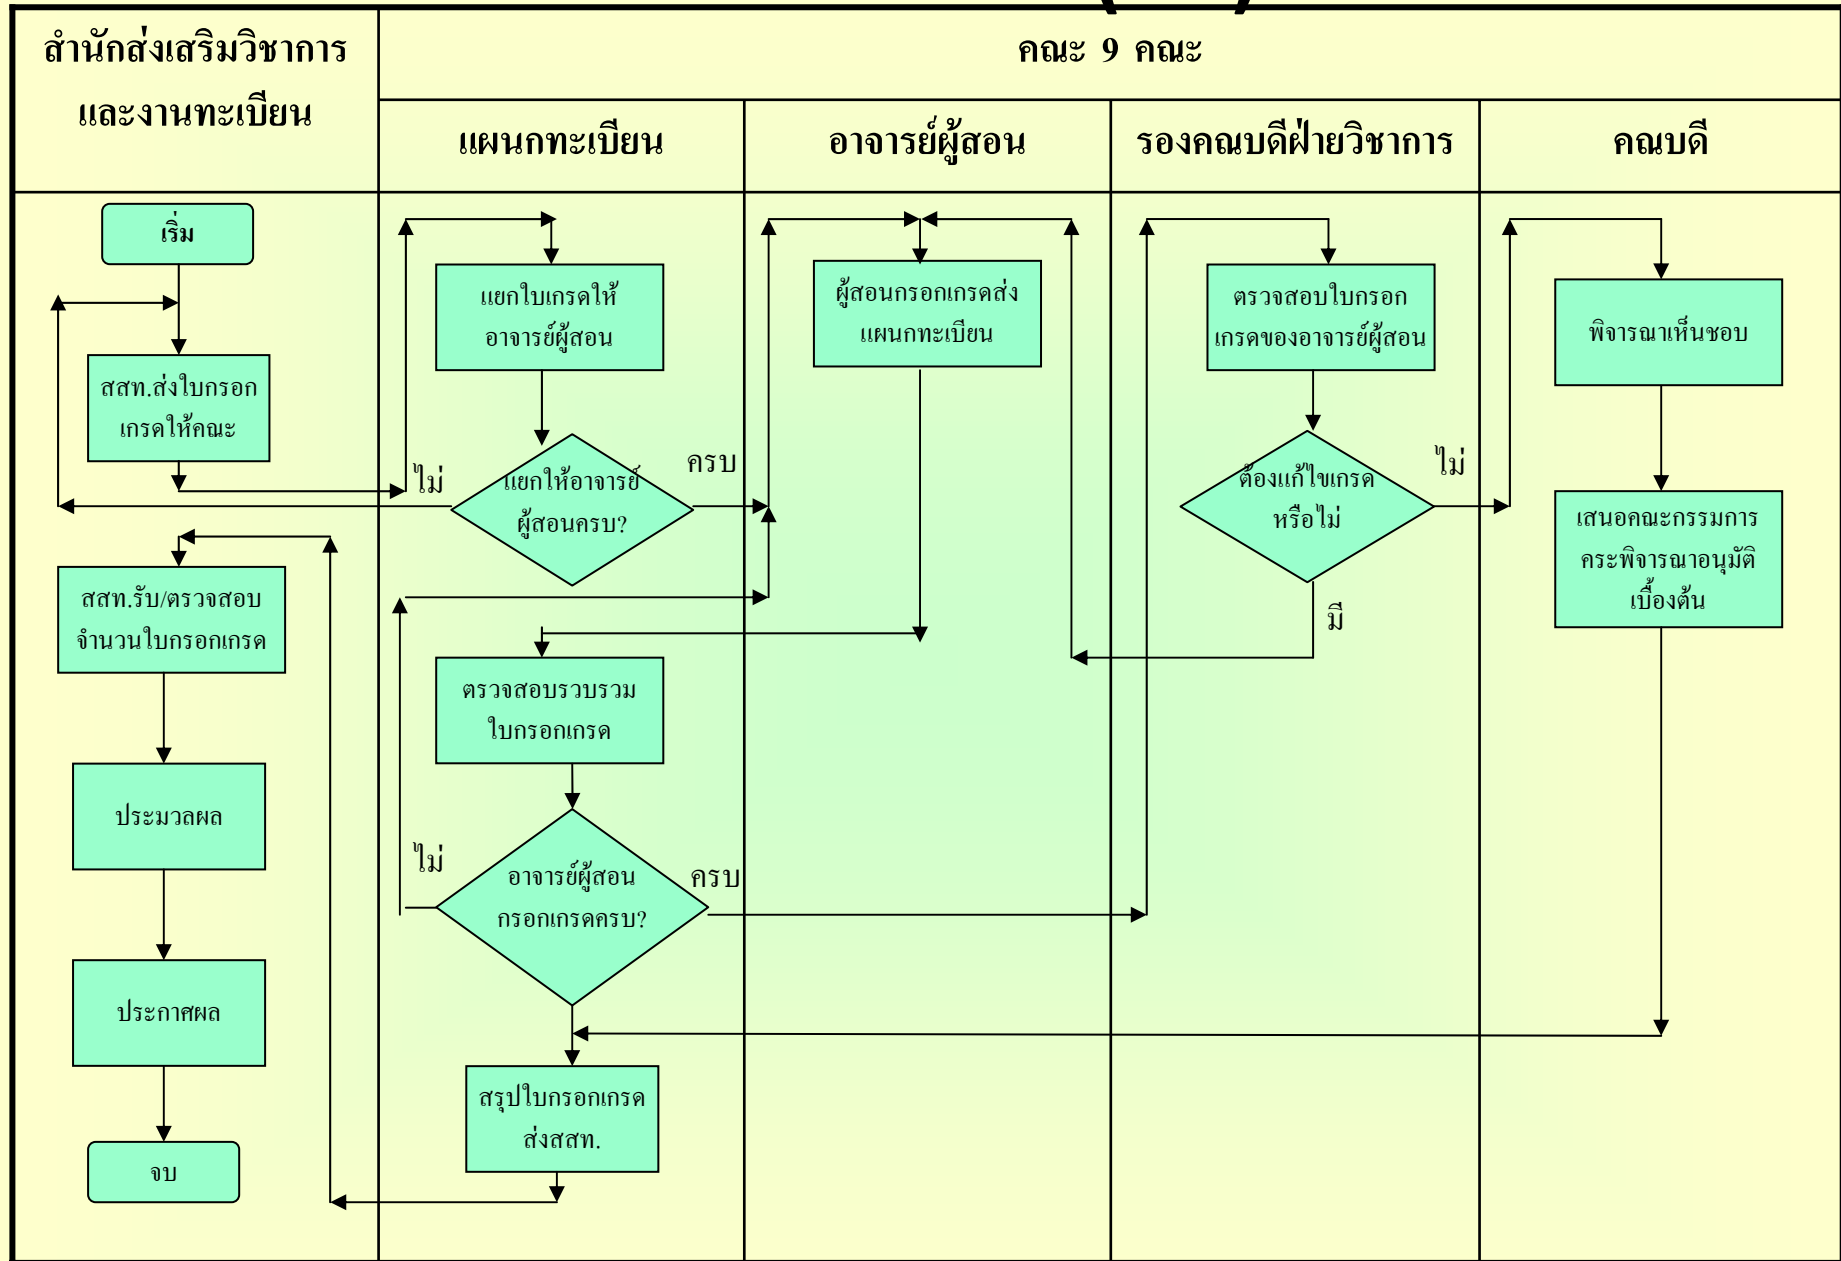 สำนักส่งเสริมวิชาการ
และงานทะเบียน
คณะ 9 คณะ
แผนกทะเบียน
อาจารย์ผู้สอน
รองคณบดีฝ่ายวิชาการ
คณบดี
เริ่ม
สสท.ส่งใบกรอก
เกรดให้คณะ
สสท.รับ/ตรวจสอบ
จำนวนใบกรอกเกรด
ประมวลผล
ประกาศผล
จบ
แยกใบเกรดให้
อาจารย์ผู้สอน
ไม่
แยกให้อาจารย์
ผู้สอนครบ?
ครบ
ตรวจสอบรวบรวม
ใบกรอกเกรด
ไม่
อาจารย์ผู้สอน
กรอกเกรดครบ?
ครบ
สรุปใบกรอกเกรด
ส่งสสท.
ผู้สอนกรอกเกรดส่ง
แผนกทะเบียน
ตรวจสอบใบกรอก
เกรดของอาจารย์ผู้สอน
ต้องแก้ไขเกรด
หรือไม่
ไม่
มี
พิจารณาเห็นชอบ
เสนอคณะกรรมการ
คระพิจารณาอนุมัติ
เบื้องต้น